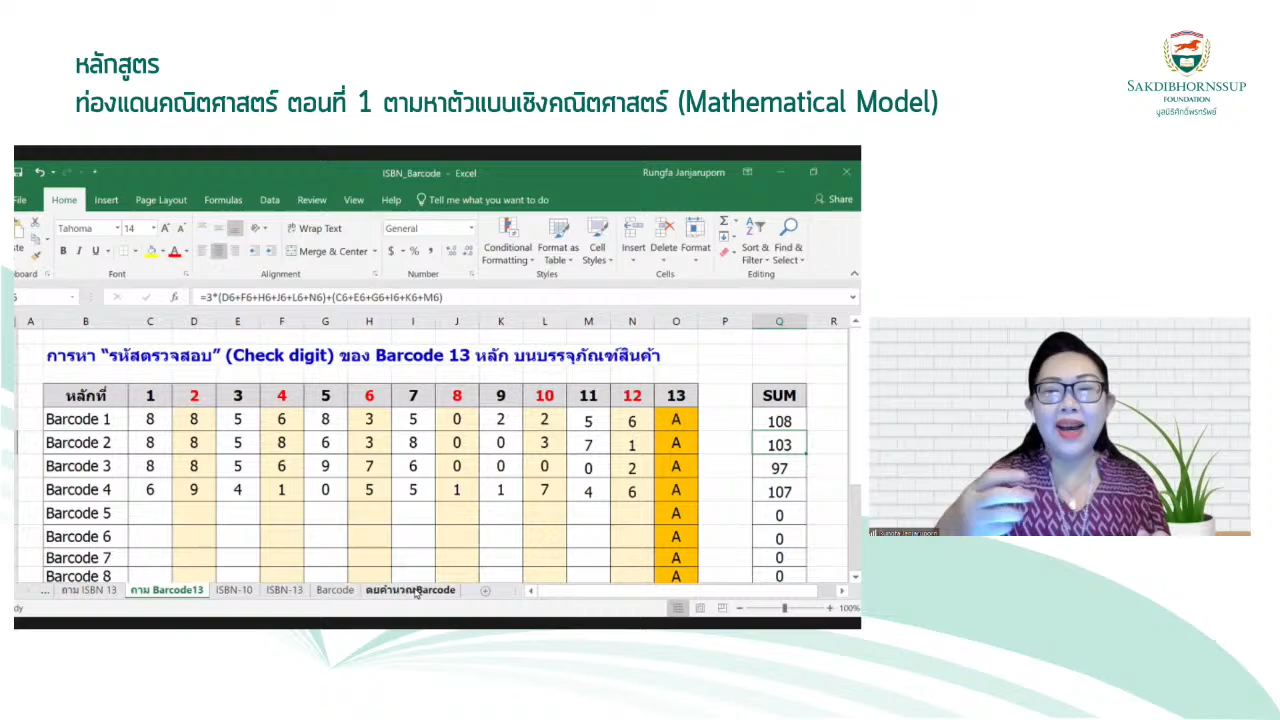 หลักสูตร
ท่องแดนคณิตศาสตร์ ตอนที่ 1 ตามหาตัวแบบเชิงคณิตศาสตร์ (Mathematical Model)
SAKDIBHORNSSUP
FOUNDATION
มูลนิธิศักดิ์พรทรัพย์
ISBN_Barcode - Excel Rungfa Janjaruporn
File Home Insert Page Layout Formulas Data Review View Help Tell me what you want to do Share
Tahoma 14 Wrap Text General
B I U Merge & Center $ % Conditional Formatting Format as Table Cell Styles Insert Delete Format Sort & Filter Find & Select
Font Alignment Number Styles Cells Editing
=3*(D6+F6+H6+J6+L6+N6)+(C6+E6+G6+I6+K6+M6)
A B C D E F G H I J K L M N O P Q R
การหา “รหัสตรวจสอบ” (Check digit) ของ Barcode 13 หลัก บนบรรจุภัณฑ์สินค้า
หลักที่ 1 2 3 4 5 6 7 8 9 10 11 12 13 SUM
Barcode 1 8 8 5 6 8 3 5 0 2 2 5 6 A 108
Barcode 2 8 8 5 8 6 3 8 0 0 3 7 1 A 103
Barcode 3 8 8 5 6 9 7 6 0 0 0 0 2 A 97
Barcode 4 6 9 4 1 0 5 5 1 1 7 4 6 A 107
Barcode 5 A 0
Barcode 6 A 0
Barcode 7 A 0
Barcode 8 A 0
... ถาม ISBN 13 ถาม Barcode13 ISBN-10 ISBN-13 Barcode Barcode
100%
Rungfa Janjaruporn